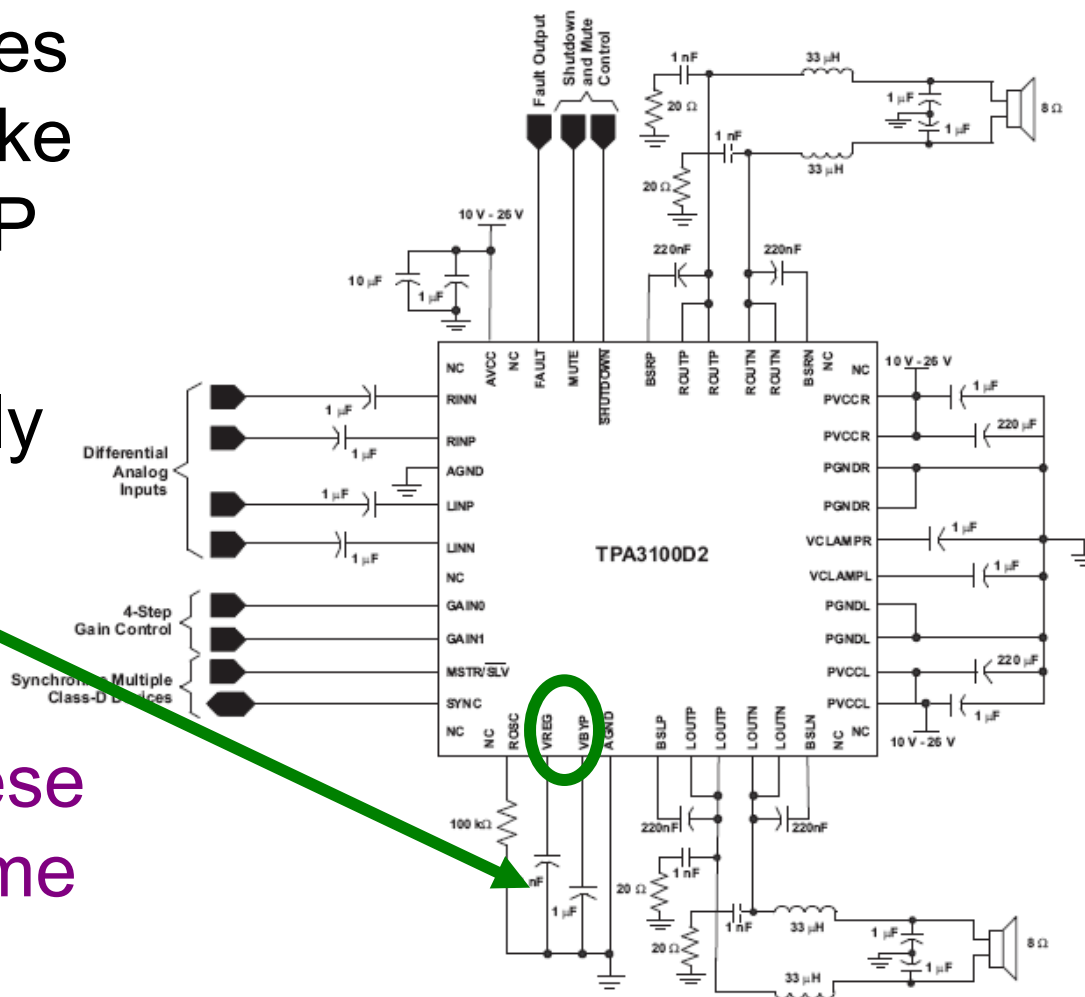 es
ke
P
ly
ese
me
Fault Output
Shutdown
and Mute
Control
1 nF
20 Ω
33 µH
1 µF
1 µF
8 Ω
1 nF
20 Ω
33 µH
10 V - 26 V
10 µF
1 µF
220nF
220nF
NC
AVCC
NC
FAULT
MUTE
SHUTDOWN
BSRP
ROUTP
ROUTP
ROUTN
ROUTN
BSRN
NC
NC
Differential
Analog
Inputs
1 µF
1 µF
1 µF
1 µF
RINN
RINP
AGND
LINP
LINN
NC
GAIN0
GAIN1
MSTR/SLV
SYNC
NC
4-Step
Gain Control
Synchronize Multiple
Class-D Devices
TPA3100D2
10 V - 26 V
PVCCR
1 µF
PVCCR
220 µF
PGNDR
PGNDR
VCLAMPR
1 µF
VCLAMPL
1 µF
PGNDL
PGNDL
PVCCL
220 µF
PVCCL
1 µF
10 V - 26 V
NC
ROSC
VREG
VBYP
AGND
BSLP
LOUTP
LOUTP
LOUTN
LOUTN
BSLN
NC
NC
100 kΩ
nF
1 µF
220nF
220nF
1 nF
20 Ω
1 nF
20 Ω
33 µH
1 µF
1 µF
8 Ω
33 µH